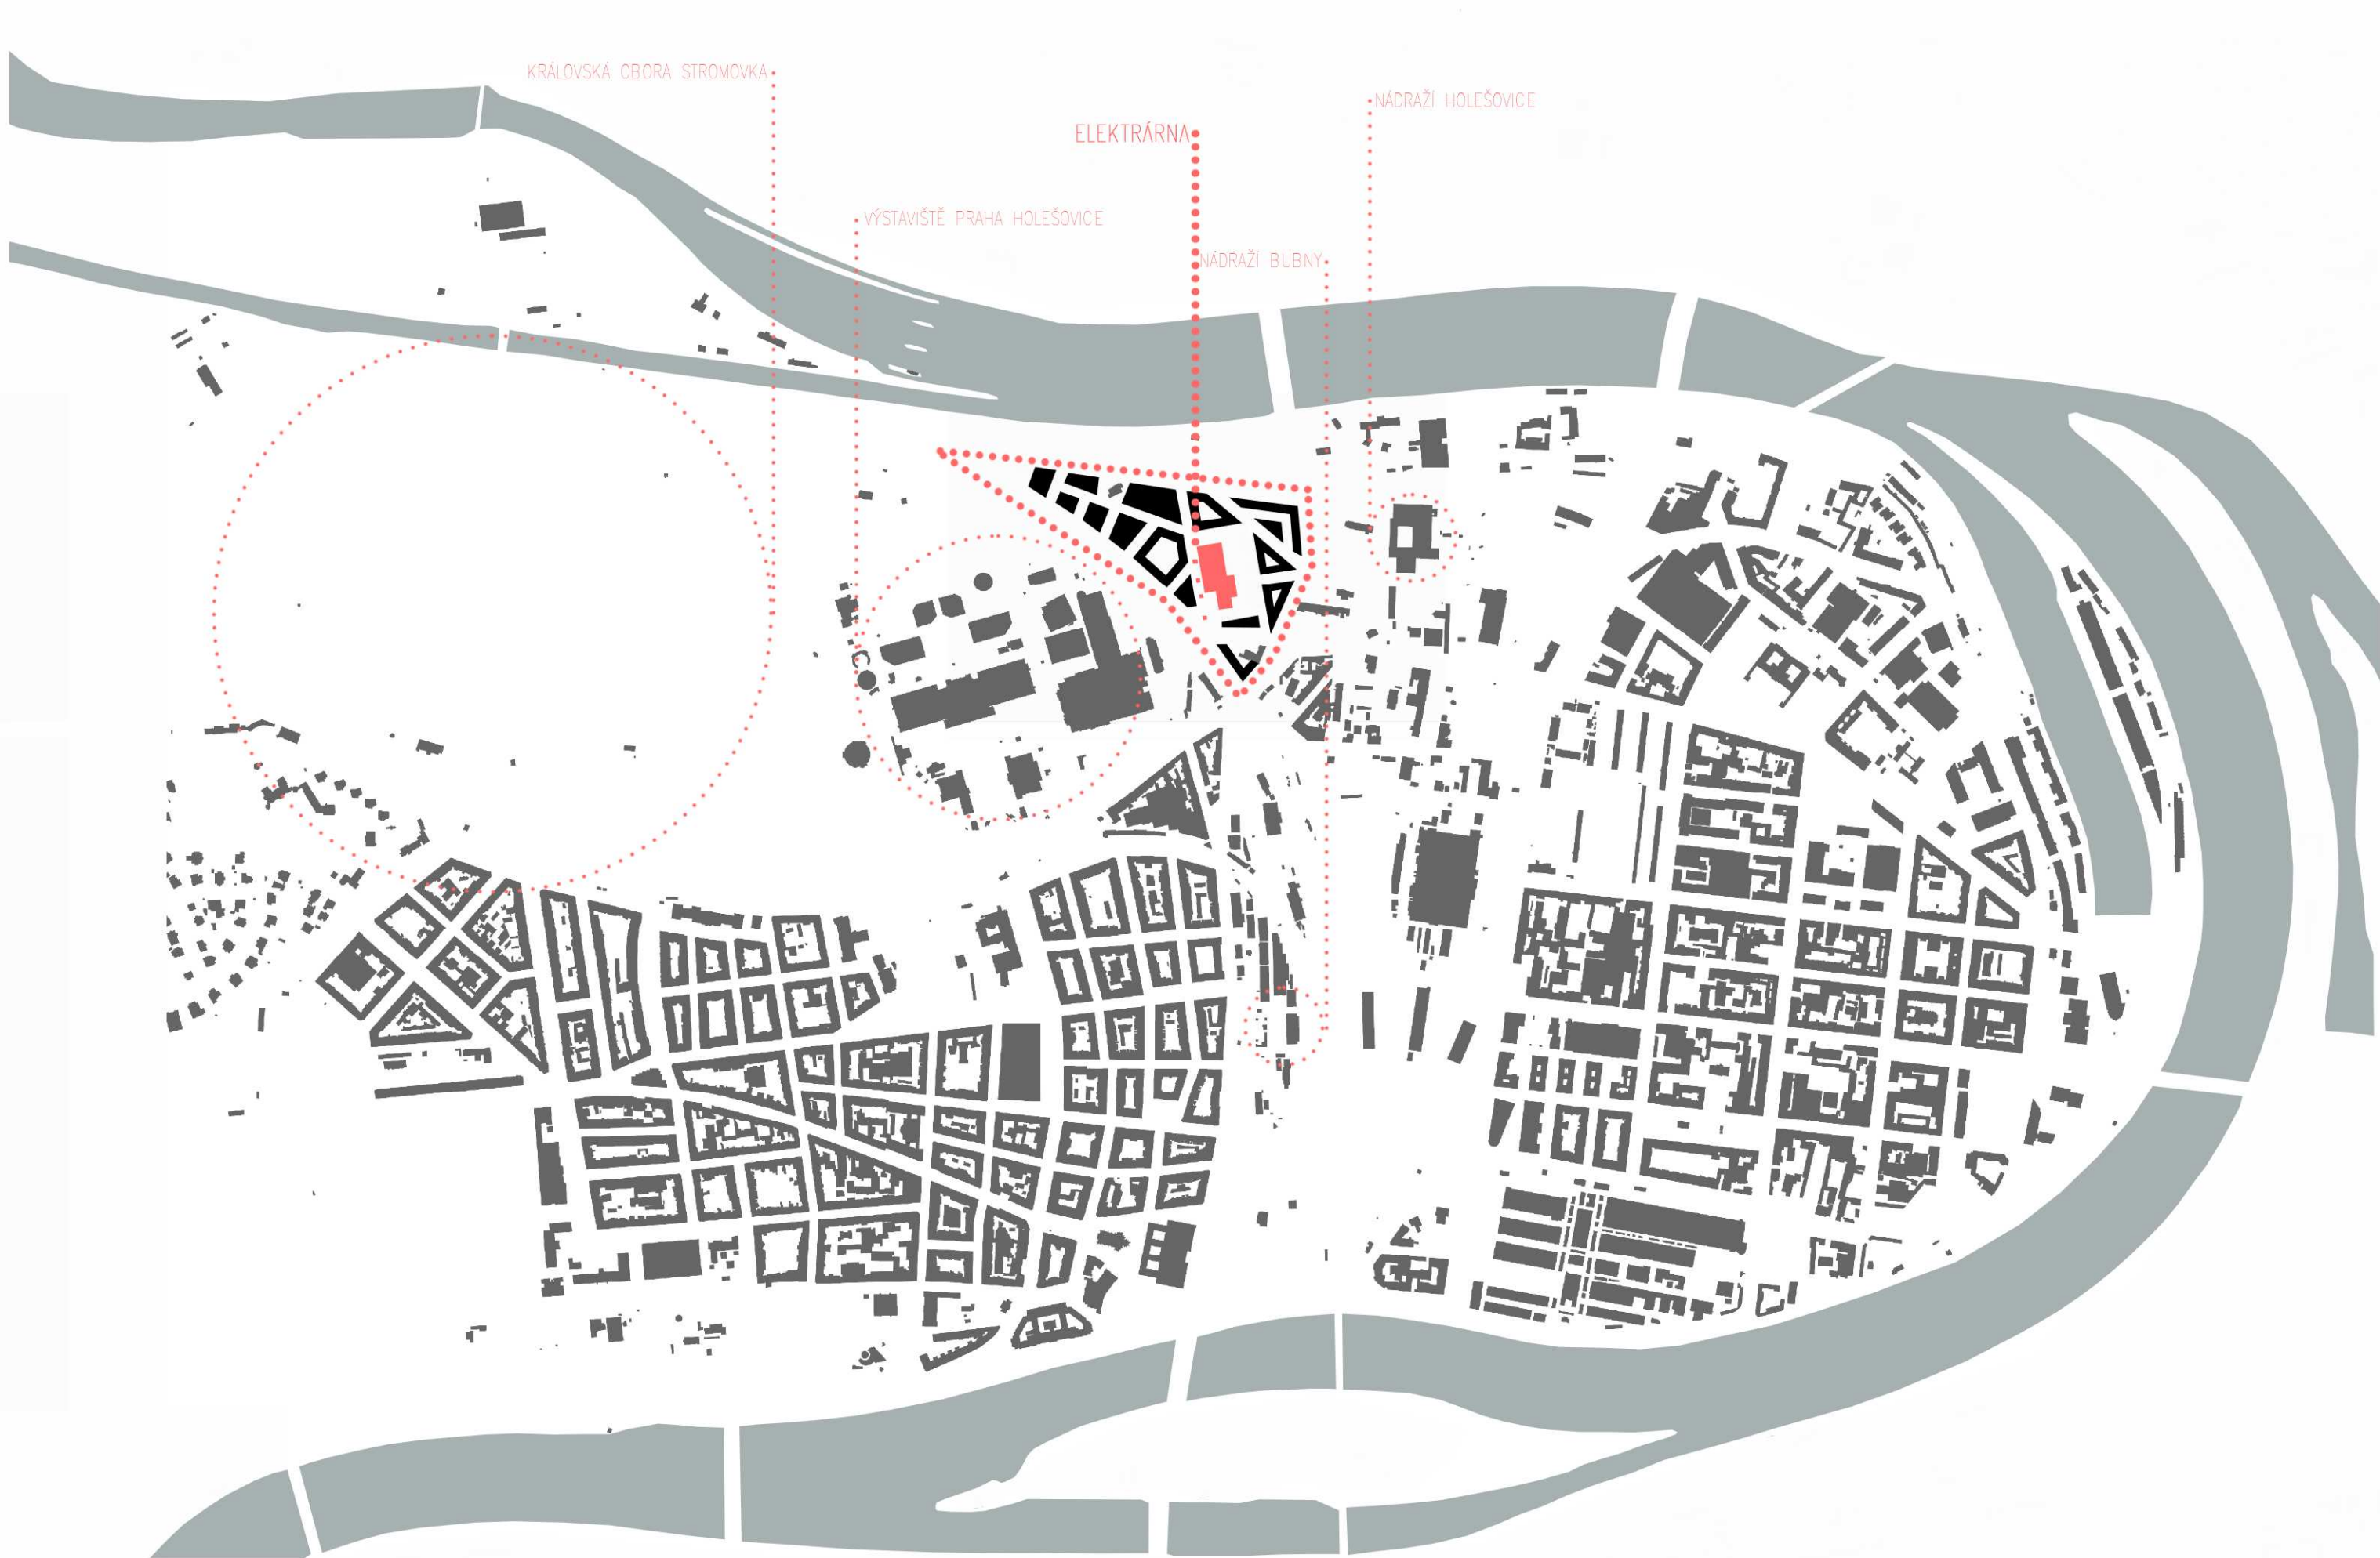 KRÁLOVSKÁ OBORA STROMOVKA
NÁDRAŽÍ HOLEŠOVICE
ELEKTRÁRNA
VÝSTAVIŠTĚ PRAHA HOLEŠOVICE
NÁDRAŽÍ BUBNY